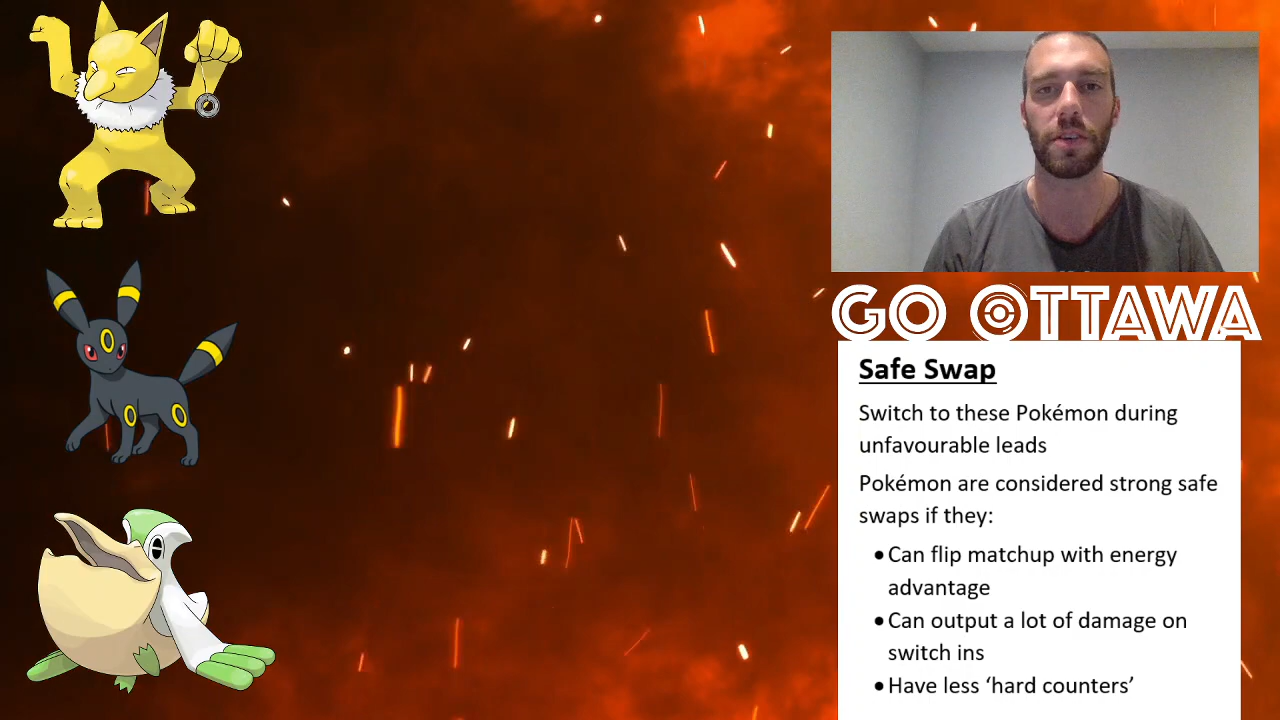 GO OTTAWA
Safe Swap
Switch to these Pokémon during
unfavourable leads
Pokémon are considered strong safe
swaps if they:
• Can flip matchup with energy
advantage
• Can output a lot of damage on
switch ins
• Have less ‘hard counters’